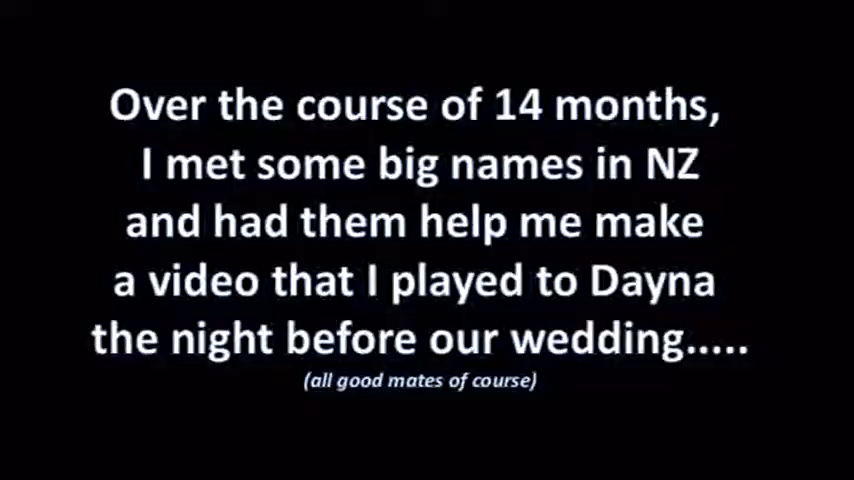 Over the course of 14 months,
I met some big names in NZ
and had them help me make
a video that I played to Dayna
the night before our wedding.....
(all good mates of course)